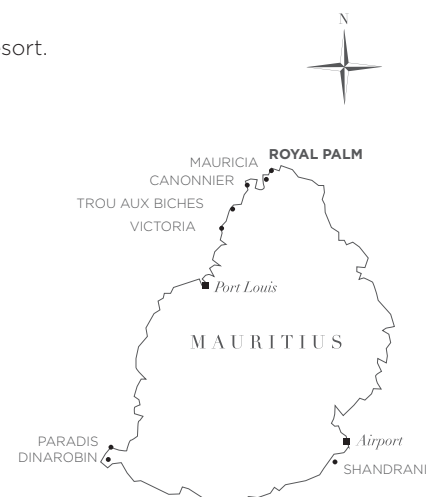 N
sort.
ROYAL PALM
MAURICIA
CANONNIER
TROU AUX BICHES
VICTORIA
Port Louis
MAURITIUS
PARADIS
Airport
DINAROBIN
SHANDRANI